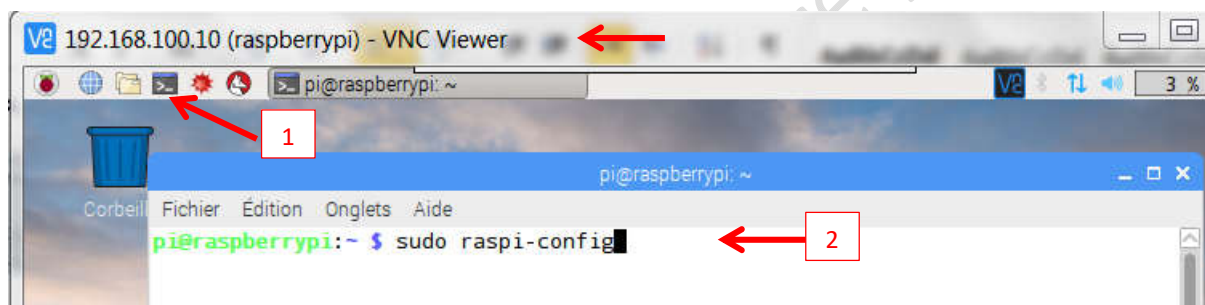 192.168.100.10 (raspberrypi) - VNC Viewer
pi@raspberrypi: ~
3 %
1
pi@raspberrypi: ~
Corbeill
Fichier Édition Onglets Aide
pi@raspberrypi:~ $ sudo raspi-config
2